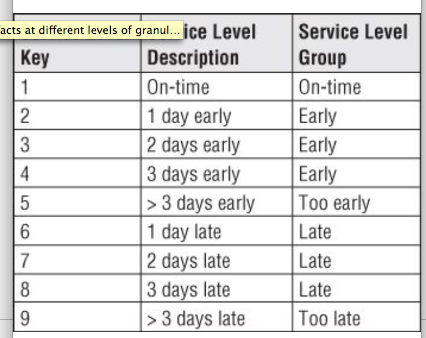 acts at different levels of granul...
ice Level Service Level
Key Description Group
1 On-time On-time
2 1 day early Early
3 2 days early Early
4 3 days early Early
5 > 3 days early Too early
6 1 day late Late
7 2 days late Late
8 3 days late Late
9 > 3 days late Too late